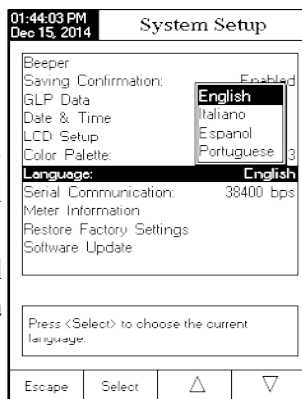 01:44:03 PM
Dec 15, 2014
System Setup
Beeper
Saving Confirmation: Enabled
GLP Data
Date & Time
LCD Setup
Color Palette: 3
English
Italiano
Espanol
Portuguese
Language: English
Serial Communication: 38400 bps
Meter Information
Restore Factory Settings
Software Update
Press <Select> to choose the current
language.
Escape Select